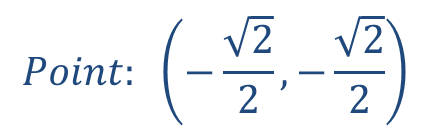 Point: (-√2/2, -√2/2)